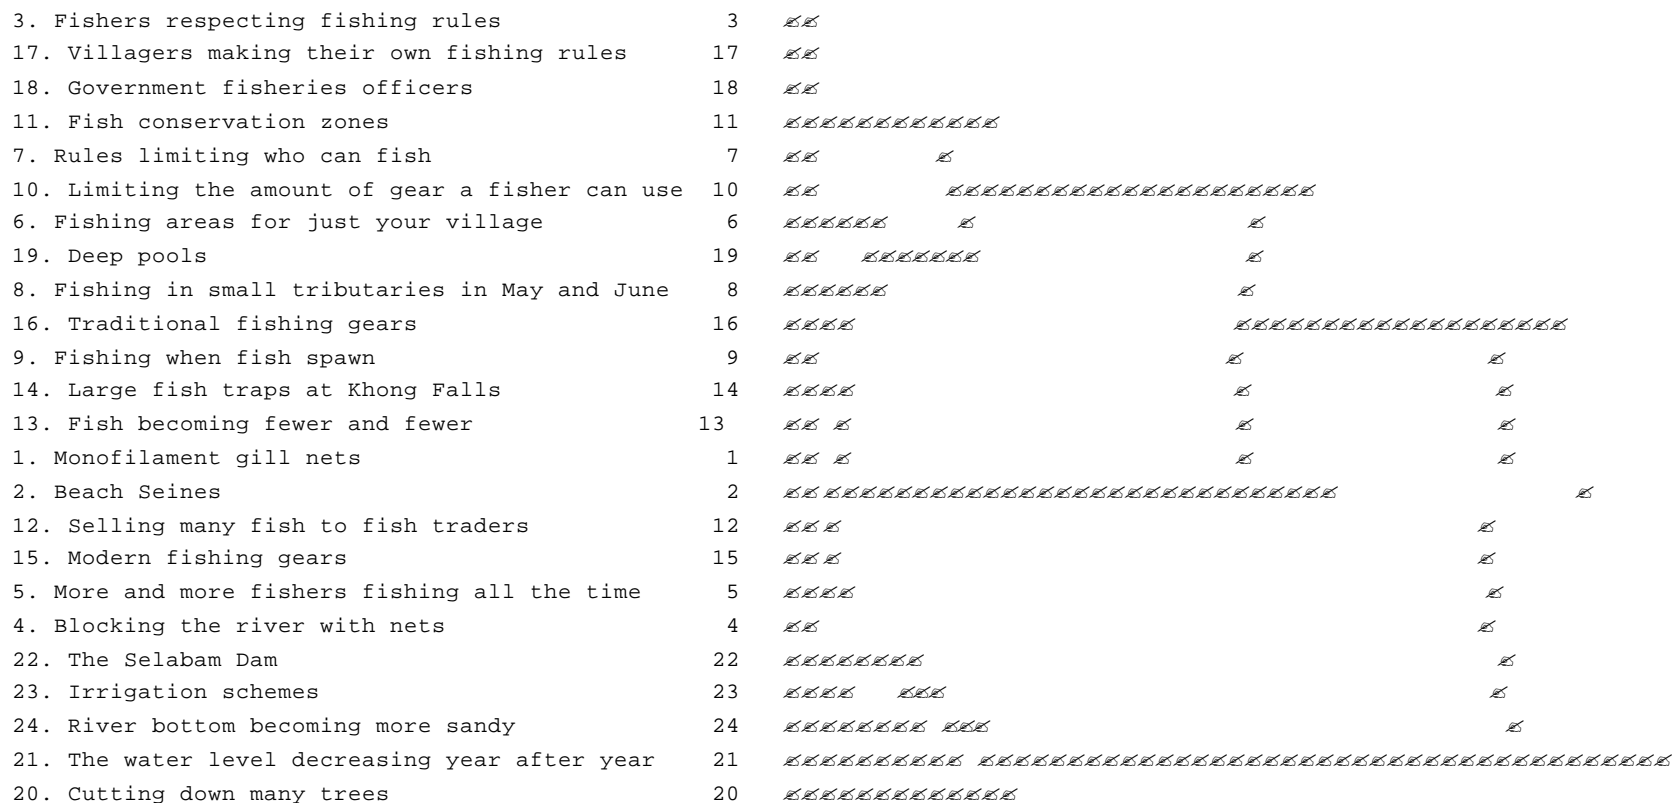 3. Fishers respecting fishing rules 3
17. Villagers making their own fishing rules 17
18. Government fisheries officers 18
11. Fish conservation zones 11
7. Rules limiting who can fish 7
10. Limiting the amount of gear a fisher can use 10
6. Fishing areas for just your village 6
19. Deep pools 19
8. Fishing in small tributaries in May and June 8
16. Traditional fishing gears 16
9. Fishing when fish spawn 9
14. Large fish traps at Khong Falls 14
13. Fish becoming fewer and fewer 13
1. Monofilament gill nets 1
2. Beach Seines 2
12. Selling many fish to fish traders 12
15. Modern fishing gears 15
5. More and more fishers fishing all the time 5
4. Blocking the river with nets 4
22. The Selabam Dam 22
23. Irrigation schemes 23
24. River bottom becoming more sandy 24
21. The water level decreasing year after year 21
20. Cutting down many trees 20